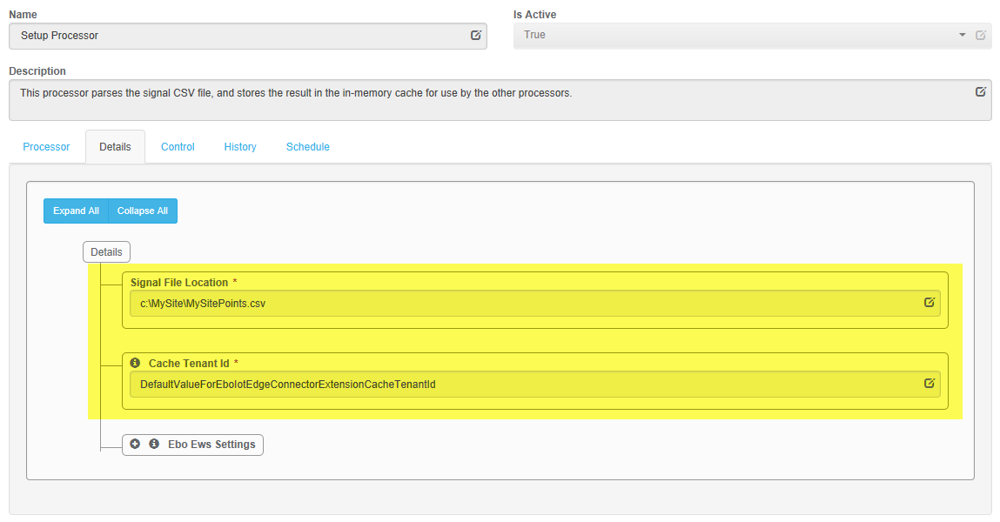 Name
Is Active
Setup Processor
True
Description
This processor parses the signal CSV file, and stores the result in the in-memory cache for use by the other processors.
Processor
Details
Control
History
Schedule
Expand All
Collapse All
Details
Signal File Location *
c:\MySite\MySitePoints.csv
Cache Tenant Id *
DefaultValueForEboIotEdgeConnectorExtensionCacheTenantId
Ebo Ews Settings